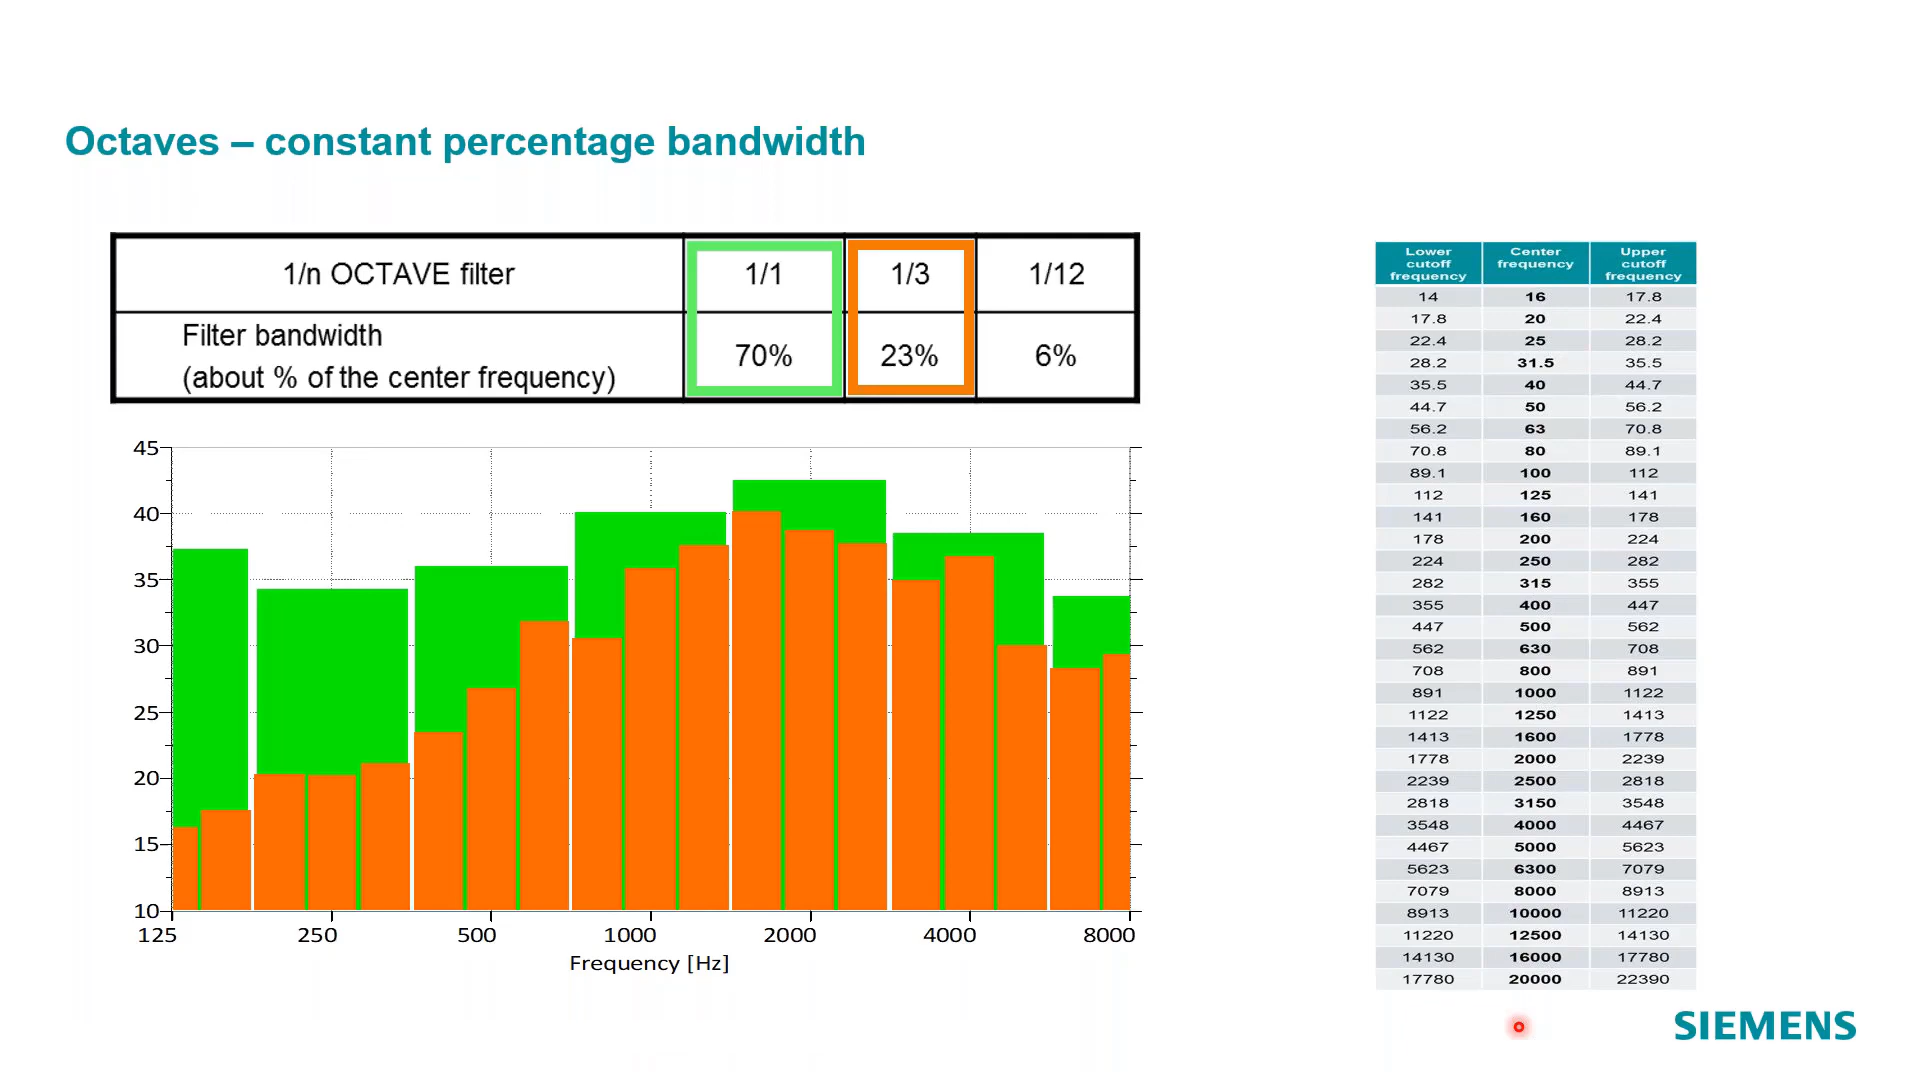 Octaves – constant percentage bandwidth
1/n OCTAVE filter 1/1 1/3 1/12
Filter bandwidth
(about % of the center frequency) 70% 23% 6%
45
40
35
30
25
20
15
10
125 250 500 1000 2000 4000 8000
Frequency [Hz]
Lower cutoff frequency Center frequency Upper cutoff frequency
14 16 17.8
17.8 20 22.4
22.4 25 28.2
28.2 31.5 35.5
35.5 40 44.7
44.7 50 56.2
56.2 63 70.8
70.8 80 89.1
89.1 100 112
112 125 141
141 160 178
178 200 224
224 250 282
282 315 355
355 400 447
447 500 562
562 630 708
708 800 891
891 1000 1122
1122 1250 1413
1413 1600 1778
1778 2000 2239
2239 2500 2818
2818 3150 3548
3548 4000 4467
4467 5000 5623
5623 6300 7079
7079 8000 8913
8913 10000 11220
11220 12500 14130
14130 16000 17780
17780 20000 22390
SIEMENS